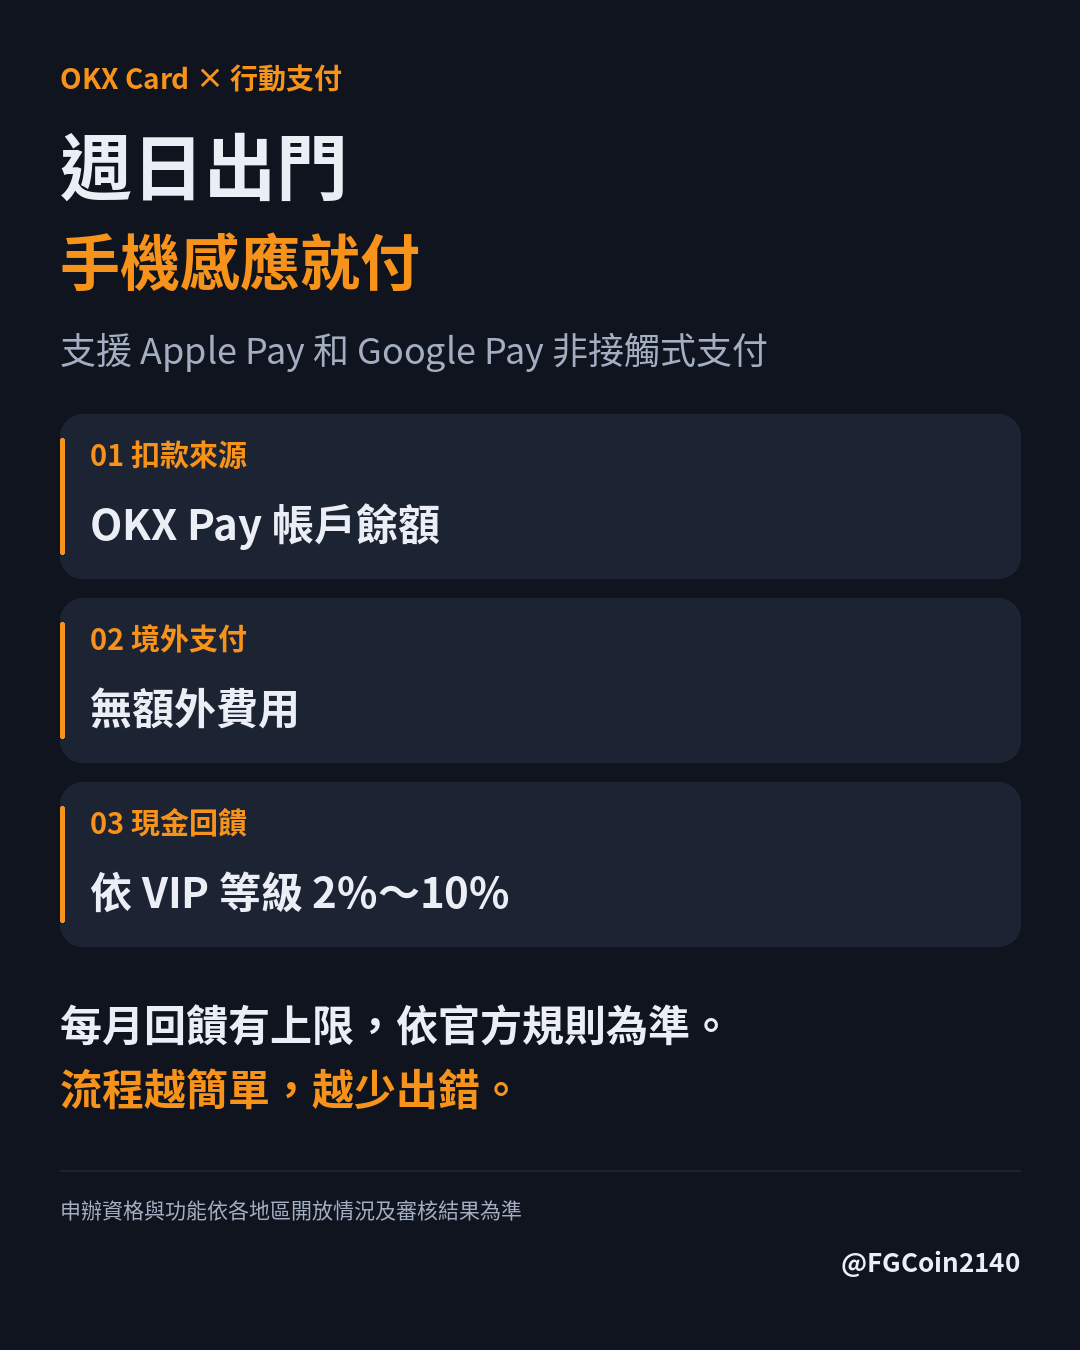 OKX Card × 行動支付
週日出門
手機感應就付
支援 Apple Pay 和 Google Pay 非接觸式支付
01 扣款來源
OKX Pay 帳戶餘額
02 境外支付
無額外費用
03 現金回饋
依 VIP 等級 2%～10%
每月回饋有上限，依官方規則為準。
流程越簡單，越少出錯。
申辦資格與功能依各地區開放情況及審核結果為準
@FGCoin2140